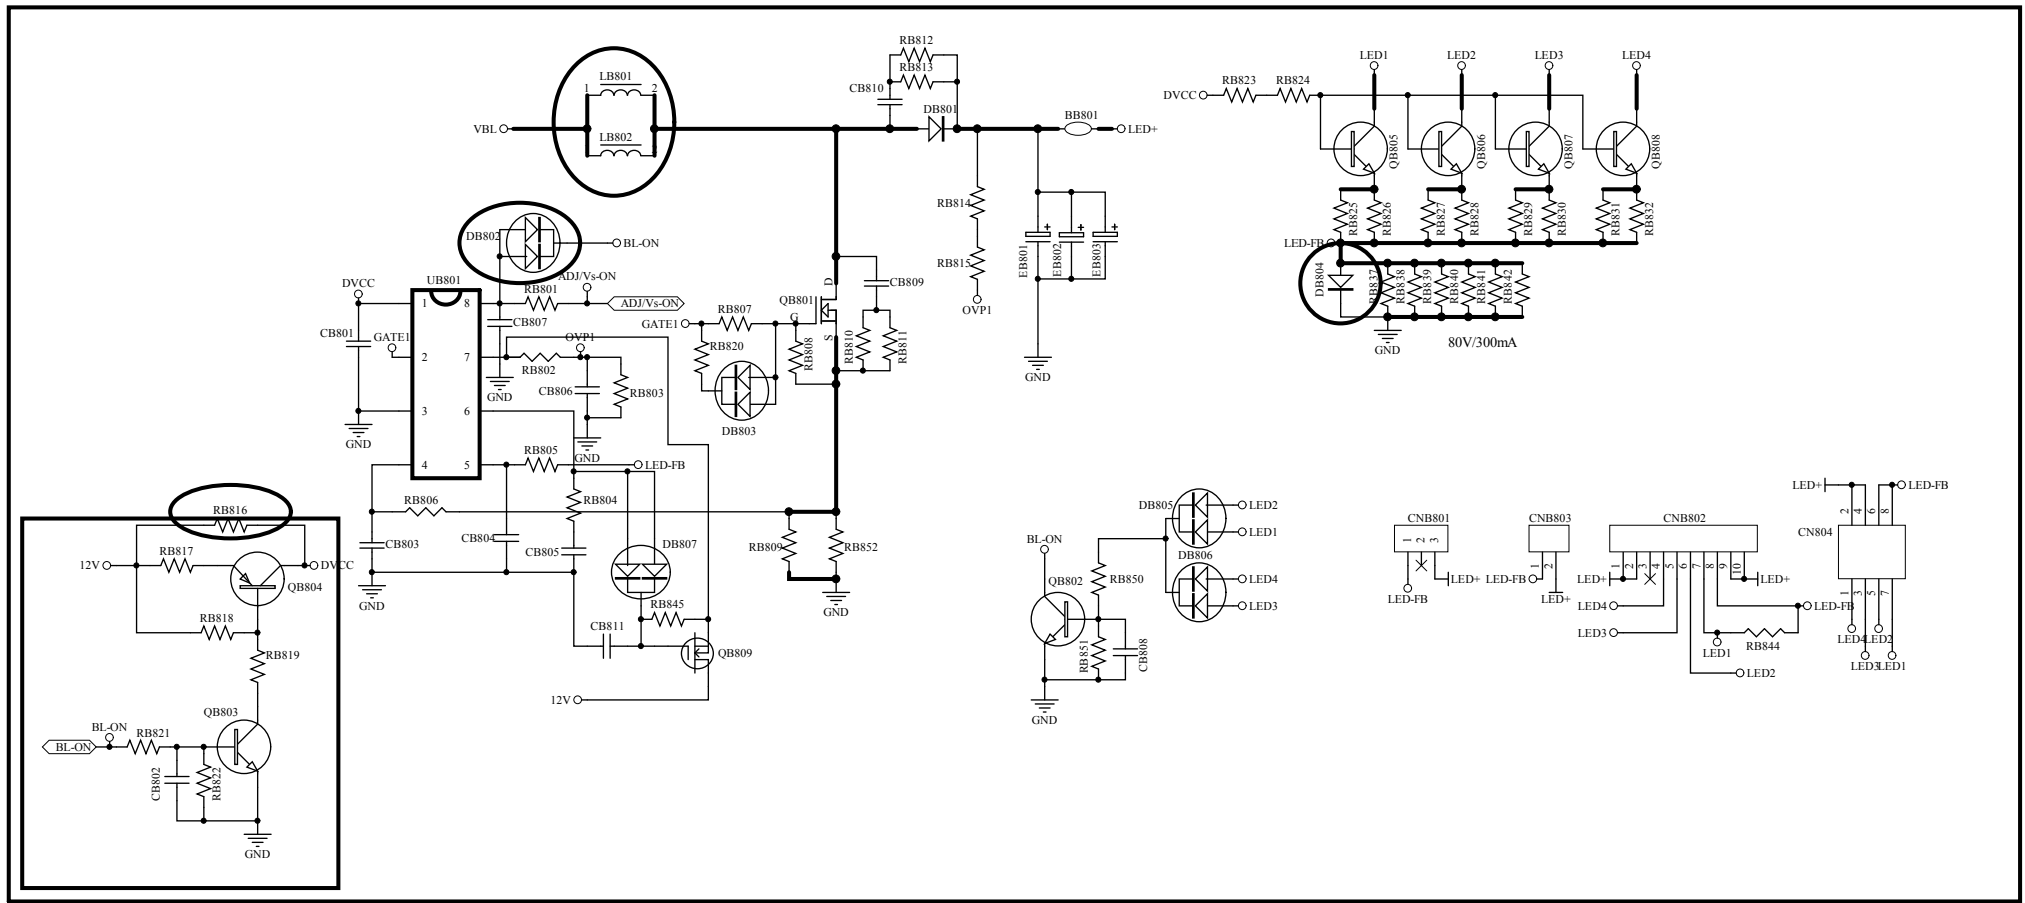 RB812
RB813
CB810
DB801
LB801
1
2
LB802
VBL
BB801
LED+
RB814
RB815
OVP1
EB801
EB802
EB803
+
+
+
GND
DB802
BL-ON
ADJ/Vs-ON
RB801
ADJ/Vs-ON
DVCC
UB801
1
8
CB801
CB807
GATE1
OVP1
2
7
RB802
GND
CB806
RB803
3
6
GND
GND
4
5
RB805
LED-FB
RB806
RB804
CB803
CB804
CB805
GND
DB807
RB845
CB811
QB809
12V
GATE1
RB807
RB820
DB803
RB808
QB801
D
G
S
CB809
RB810
RB811
RB809
RB852
GND
RB816
RB817
12V
DVCC
QB804
RB818
RB819
QB803
BL-ON
BL-ON
RB821
CB802
RB822
GND
LED1
LED2
LED3
LED4
DVCC
RB823
RB824
QB805
QB806
QB807
QB808
RB825
RB826
RB827
RB828
RB829
RB830
RB831
RB832
LED-FB
DB804
RB837
RB838
RB839
RB840
RB841
RB842
GND
80V/300mA
BL-ON
QB802
RB850
RB851
CB808
GND
DB805
LED2
LED1
DB806
LED4
LED3
CNB801
1
2
3
LED-FB
LED+
CNB803
1
2
LED-FB
LED+
CNB802
1
2
3
4
5
6
7
8
9
10
LED+
LED+
LED4
LED3
LED-FB
LED1
RB844
LED2
LED+
LED-FB
2
4
6
8
CN804
1
3
5
7
LED4
LED2
LED3
LED1